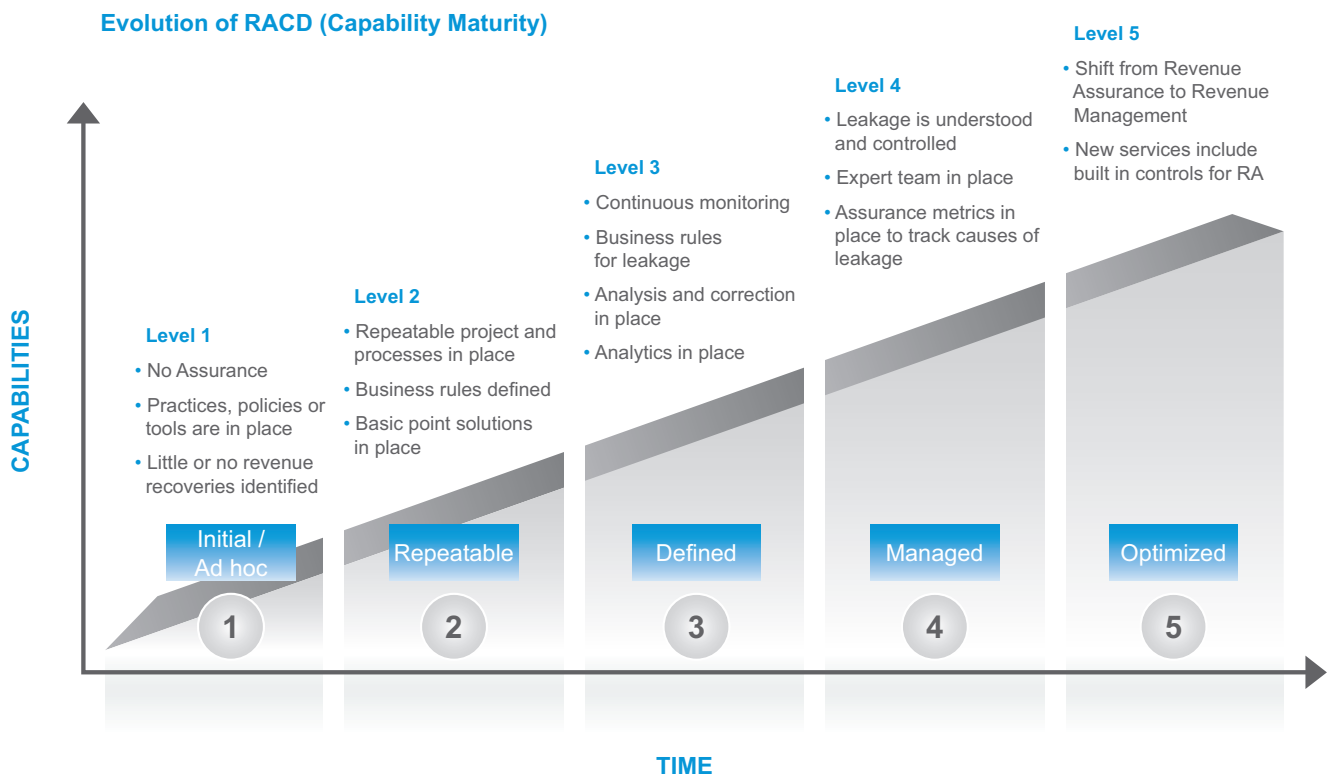 Evolution of RACD (Capability Maturity)
Level 1
• No Assurance
• Practices, policies or
tools are in place
• Little or no revenue
recoveries identified
Level 2
• Repeatable project and
processes in place
• Business rules defined
• Basic point solutions
in place
Level 3
• Continuous monitoring
• Business rules
for leakage
• Analysis and correction
in place
• Analytics in place
Level 4
• Leakage is understood
and controlled
• Expert team in place
• Assurance metrics in
place to track causes of
leakage
Level 5
• Shift from Revenue
Assurance to Revenue
Management
• New services include
built in controls for RA
CAPABILITIES
Initial /
Ad hoc
Repeatable
Defined
Managed
Optimized
1
2
3
4
5
TIME